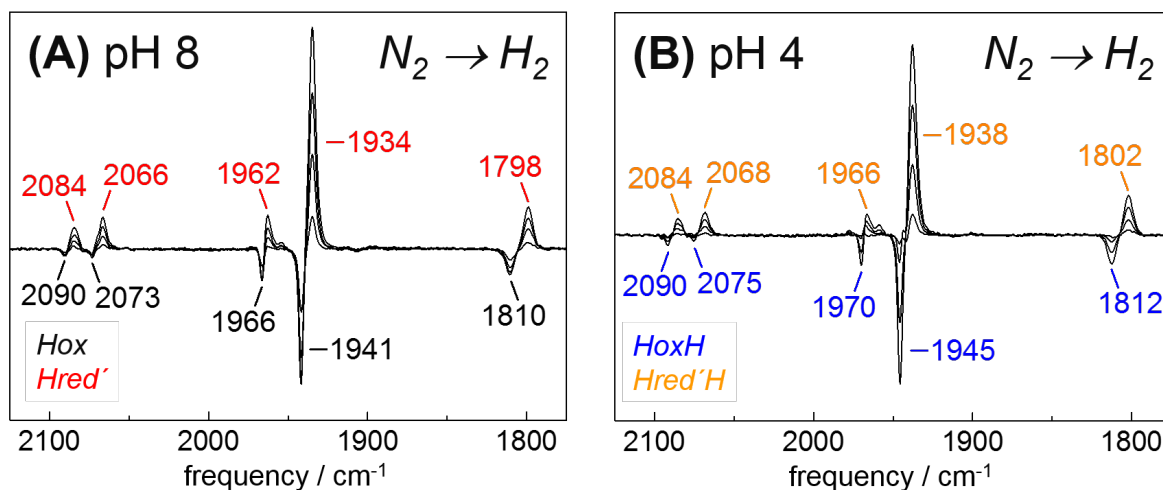 (A) pH 8 N2 → H2
2084
2066
1962
–1934
1798
2090
2073
1966
–1941
1810
Hox
Hred´
2100 2000 1900 1800
frequency / cm-1
(B) pH 4 N2 → H2
2084
2068
1966
–1938
1802
2090
2075
1970
–1945
1812
HoxH
Hred´H
2100 2000 1900 1800
frequency / cm-1